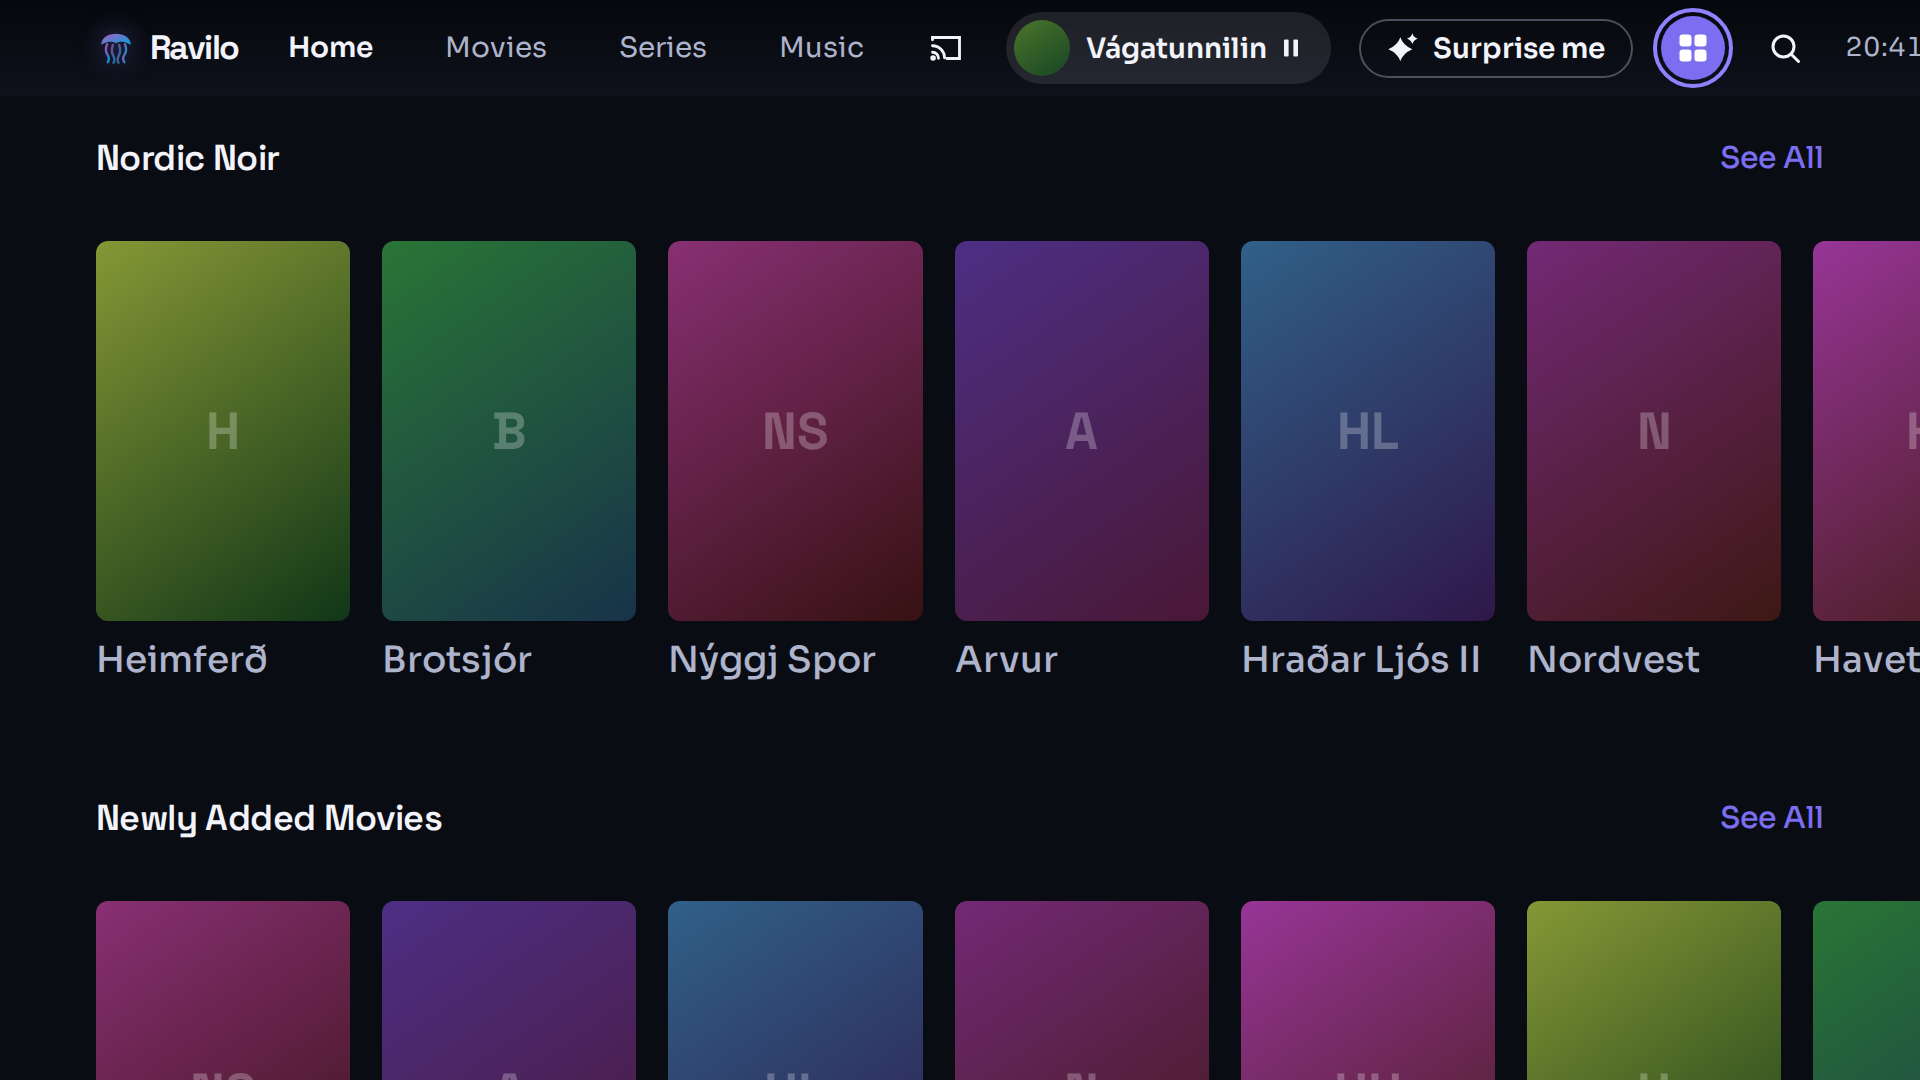 Ravilo Home Movies Series Music Vágatunnilin Surprise me 20:41
Nordic Noir See All
H B NS A HL N
Heimferð Brotsjór Nýggj Spor Arvur Hraðar Ljós II Nordvest Havet
Newly Added Movies See All